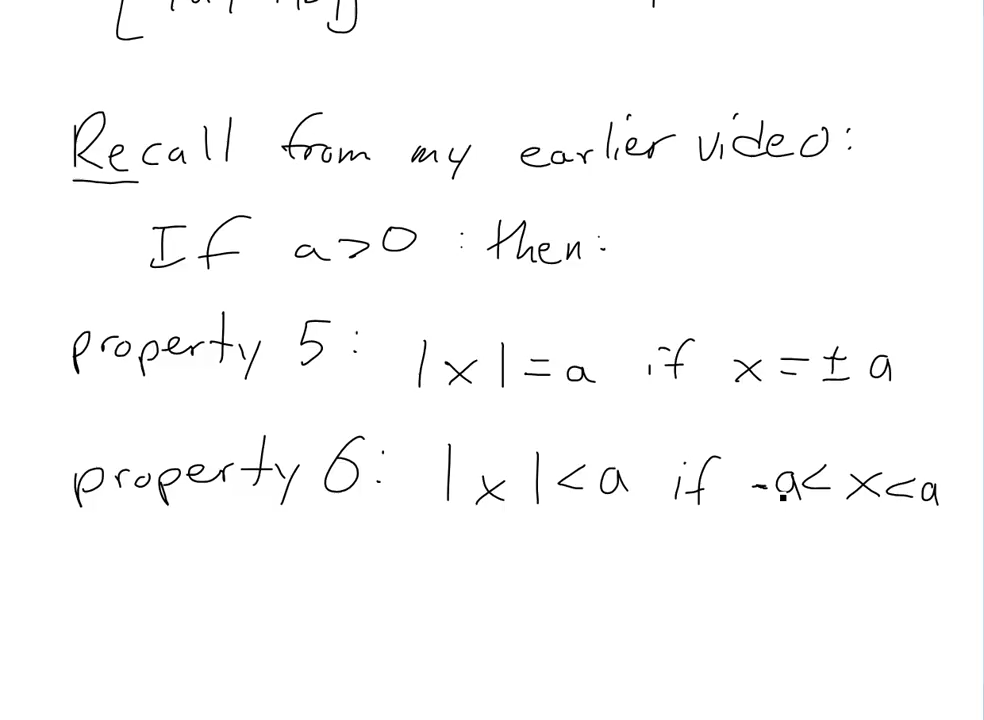 Recall from my earlier video:
If a>0 : then:
property 5: |x| = a if x = ± a
property 6: |x| < a if -a < x < a